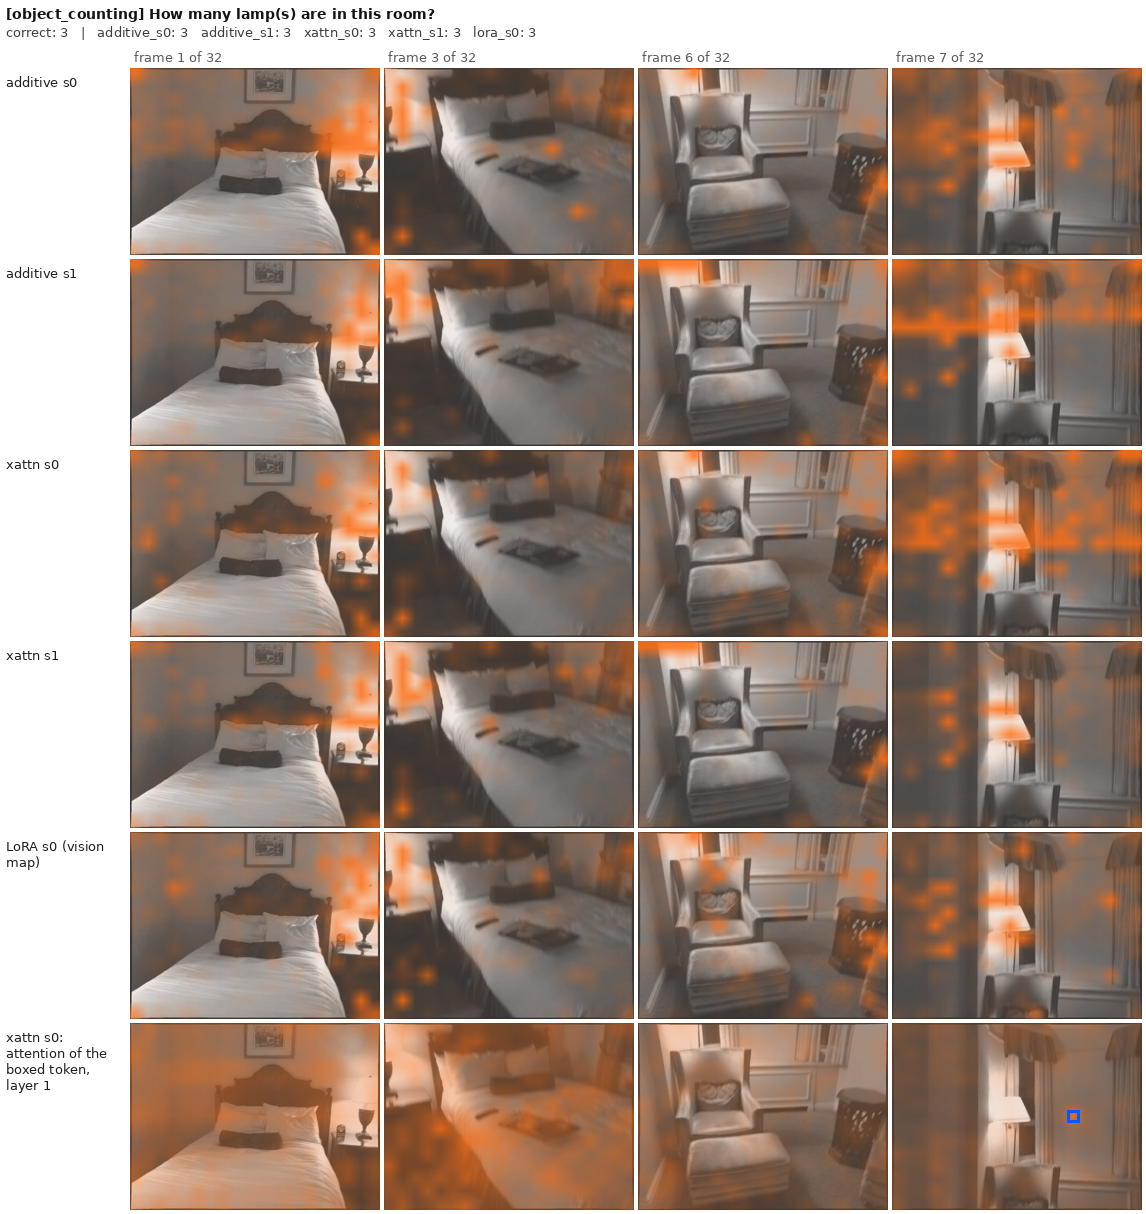 [object_counting] How many lamp(s) are in this room?
correct: 3 | additive_s0: 3 additive_s1: 3 xattn_s0: 3 xattn_s1: 3 lora_s0: 3
frame 1 of 32 frame 3 of 32 frame 6 of 32 frame 7 of 32
additive s0
additive s1
xattn s0
xattn s1
LoRA s0 (vision
map)
xattn s0:
attention of the
boxed token,
layer 1